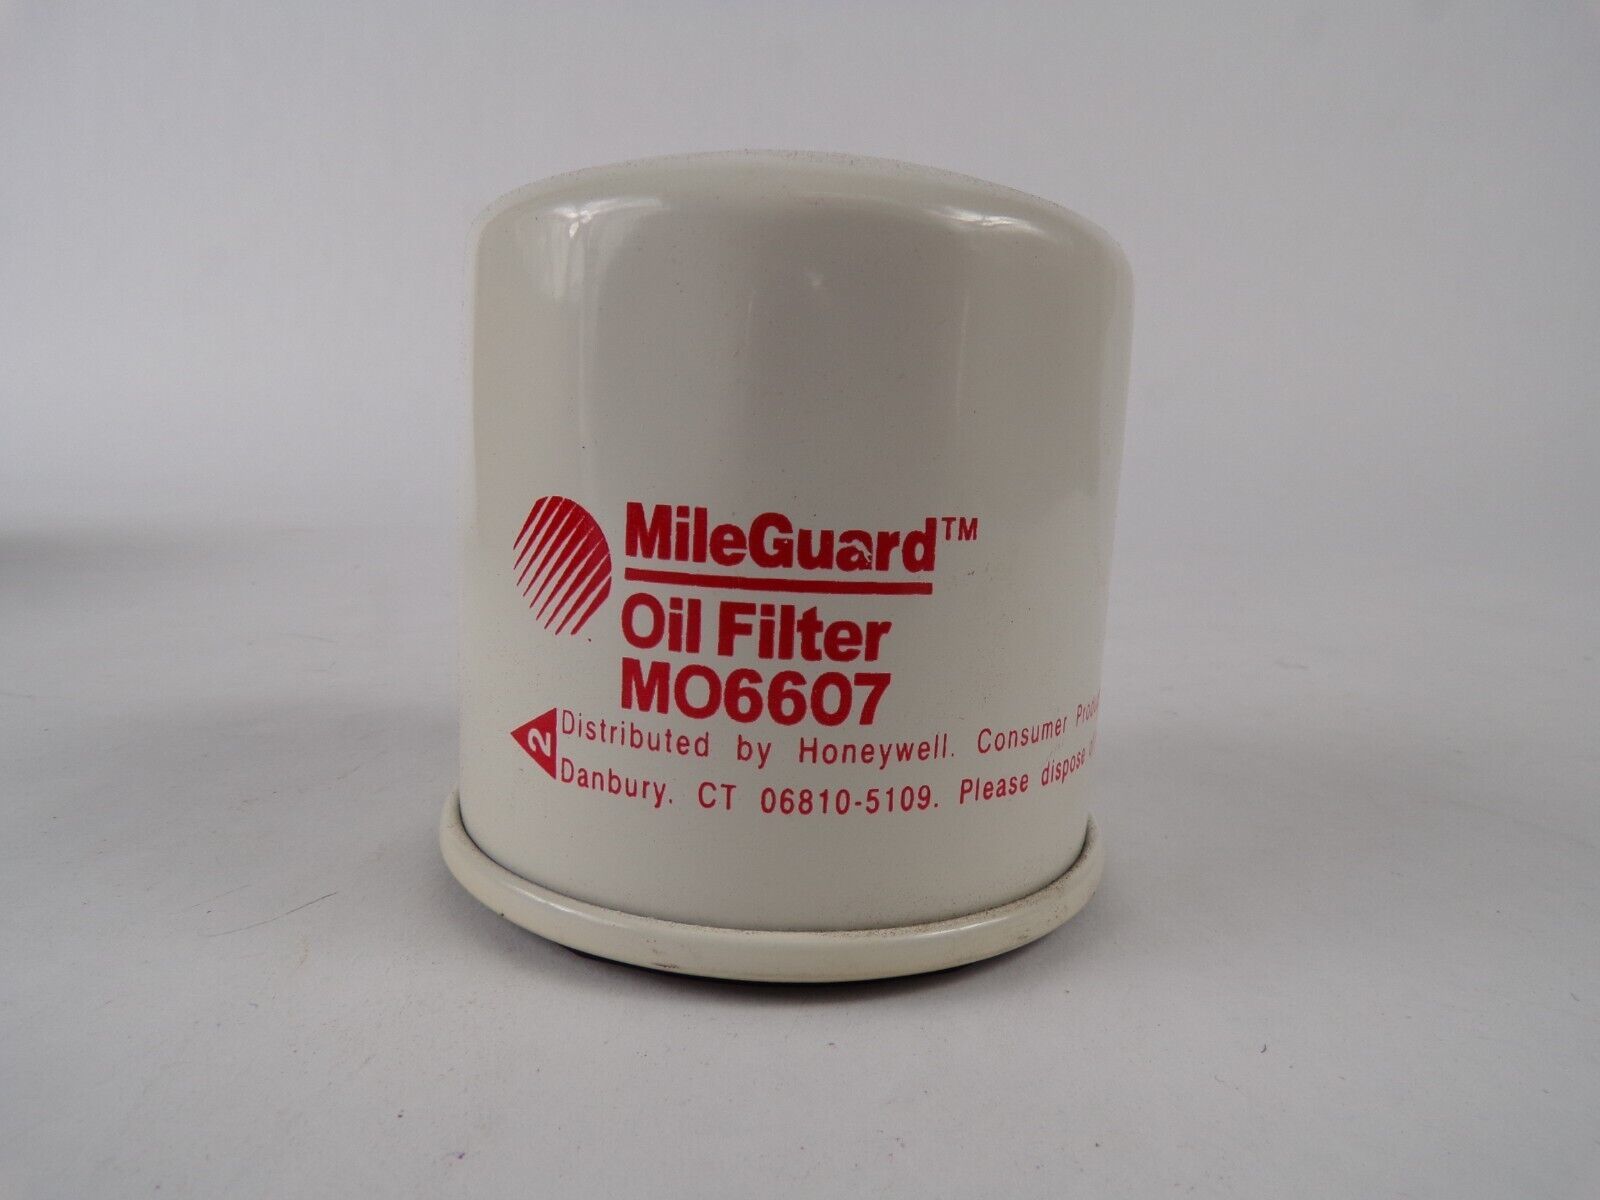 MileGuard™
Oil Filter
MO6607
2
Distributed by Honeywell. Consumer
Danbury, CT 06810-5109. Please dispose